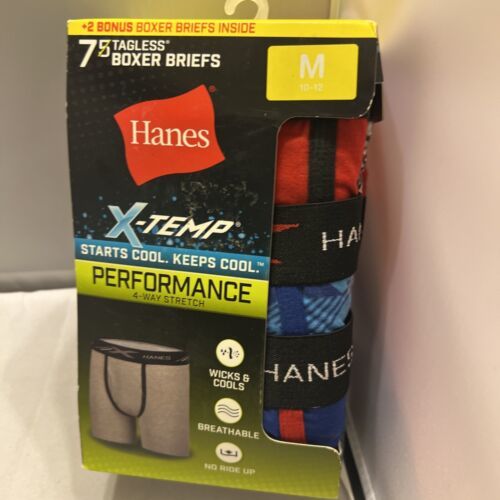 +2 BONUS BOXER BRIEFS INSIDE
7 5 TAGLESS®
BOXER BRIEFS
M
10-12
Hanes®
X-TEMP®
STARTS COOL. KEEPS COOL.™
PERFORMANCE
4-WAY STRETCH
HANES
WICKS &
COOLS
BREATHABLE
NO RIDE UP
HAN
HANES